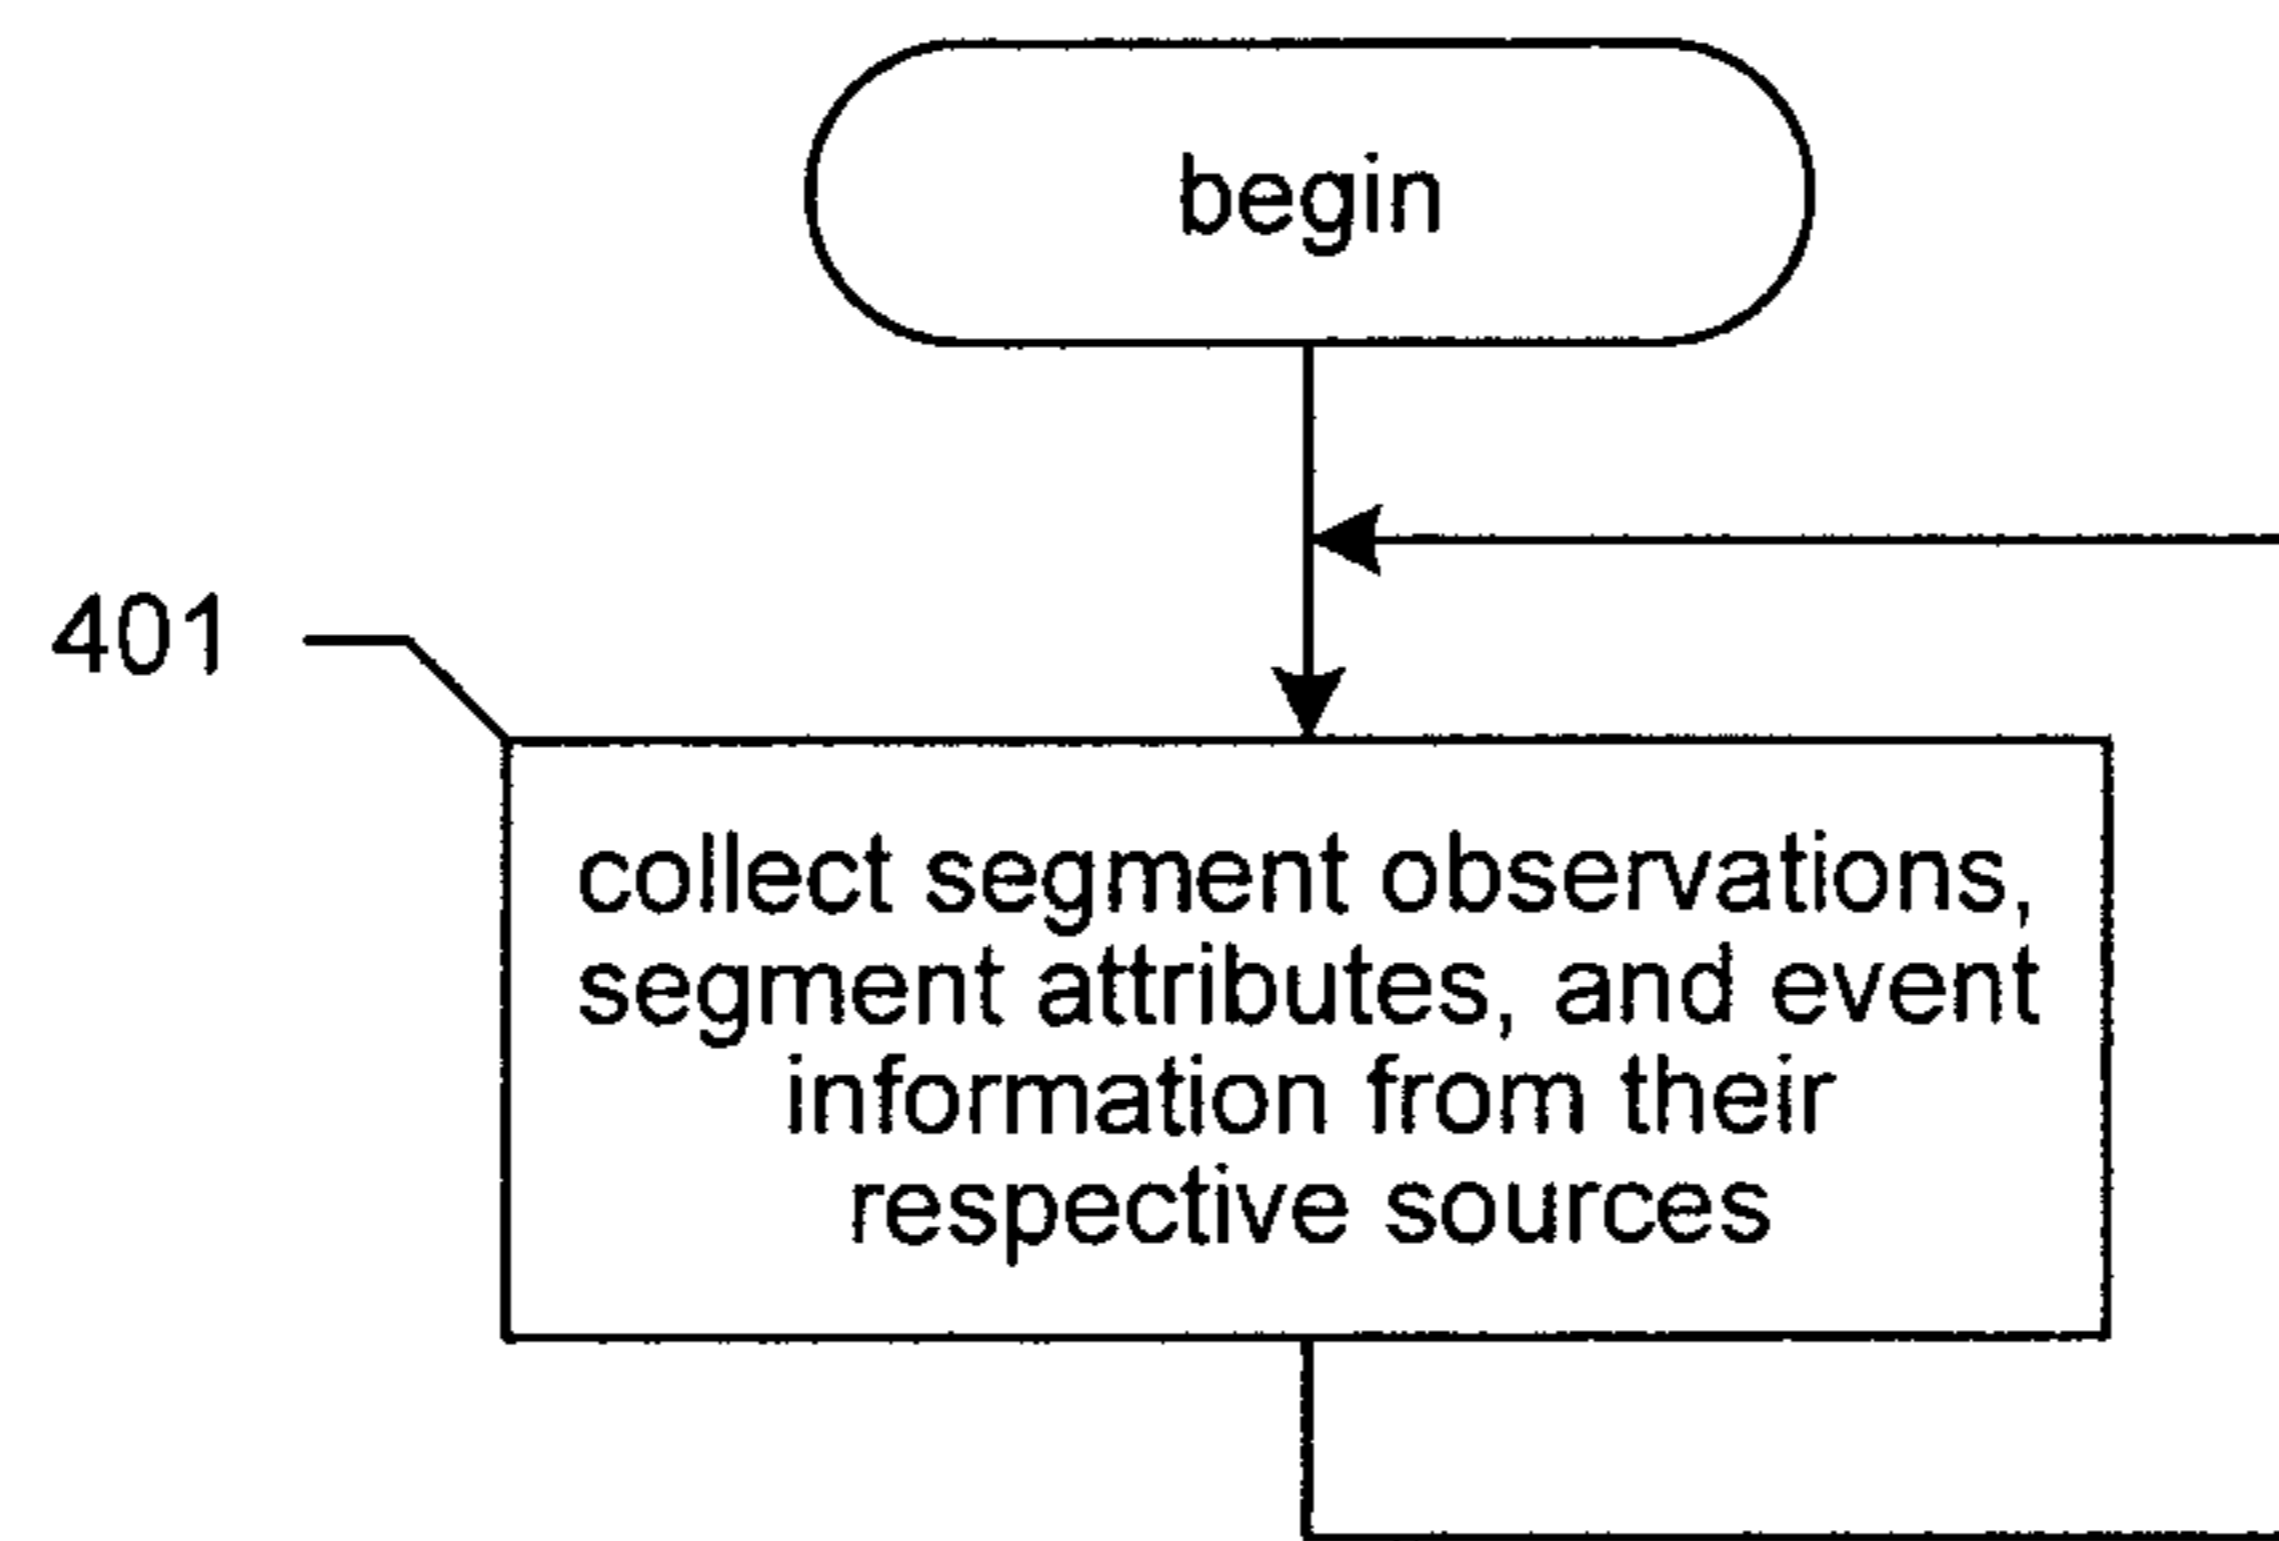 begin
401
collect segment observations,
segment attributes, and event
information from their
respective sources